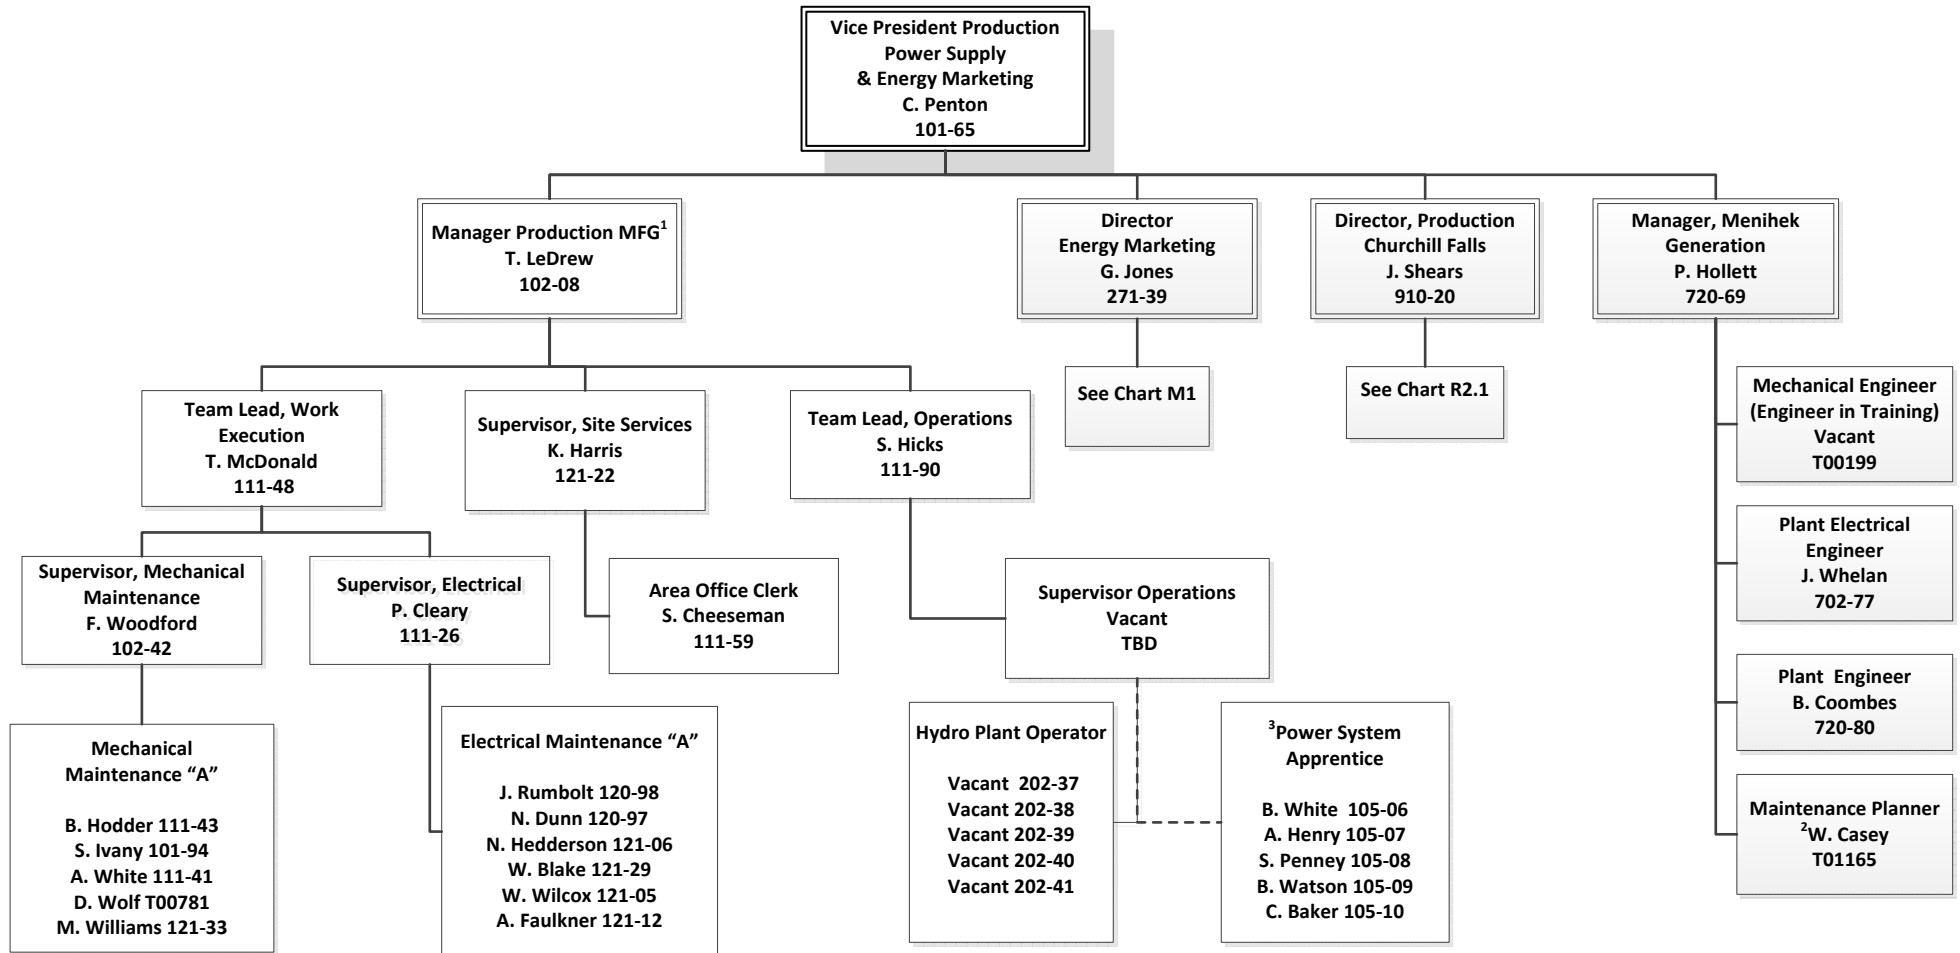 Vice President Production
Power Supply
& Energy Marketing
C. Penton
101-65
Manager Production MFG¹
T. LeDrew
102-08
Director
Energy Marketing
G. Jones
271-39
Director, Production
Churchill Falls
J. Shears
910-20
Manager, Menihek
Generation
P. Hollett
720-69
Team Lead, Work
Execution
T. McDonald
111-48
Supervisor, Site Services
K. Harris
121-22
Team Lead, Operations
S. Hicks
111-90
See Chart M1
See Chart R2.1
Mechanical Engineer
(Engineer in Training)
Vacant
T00199
Plant Electrical
Engineer
J. Whelan
702-77
Plant Engineer
B. Coombes
720-80
Maintenance Planner
²W. Casey
T01165
Supervisor, Mechanical
Maintenance
F. Woodford
102-42
Supervisor, Electrical
P. Cleary
111-26
Area Office Clerk
S. Cheeseman
111-59
Supervisor Operations
Vacant
TBD
Mechanical
Maintenance “A”
B. Hodder 111-43
S. Ivany 101-94
A. White 111-41
D. Wolf T00781
M. Williams 121-33
Electrical Maintenance “A”
J. Rumbolt 120-98
N. Dunn 120-97
N. Hedderson 121-06
W. Blake 121-29
W. Wilcox 121-05
A. Faulkner 121-12
Hydro Plant Operator
Vacant 202-37
Vacant 202-38
Vacant 202-39
Vacant 202-40
Vacant 202-41
³Power System
Apprentice
B. White 105-06
A. Henry 105-07
S. Penney 105-08
B. Watson 105-09
C. Baker 105-10